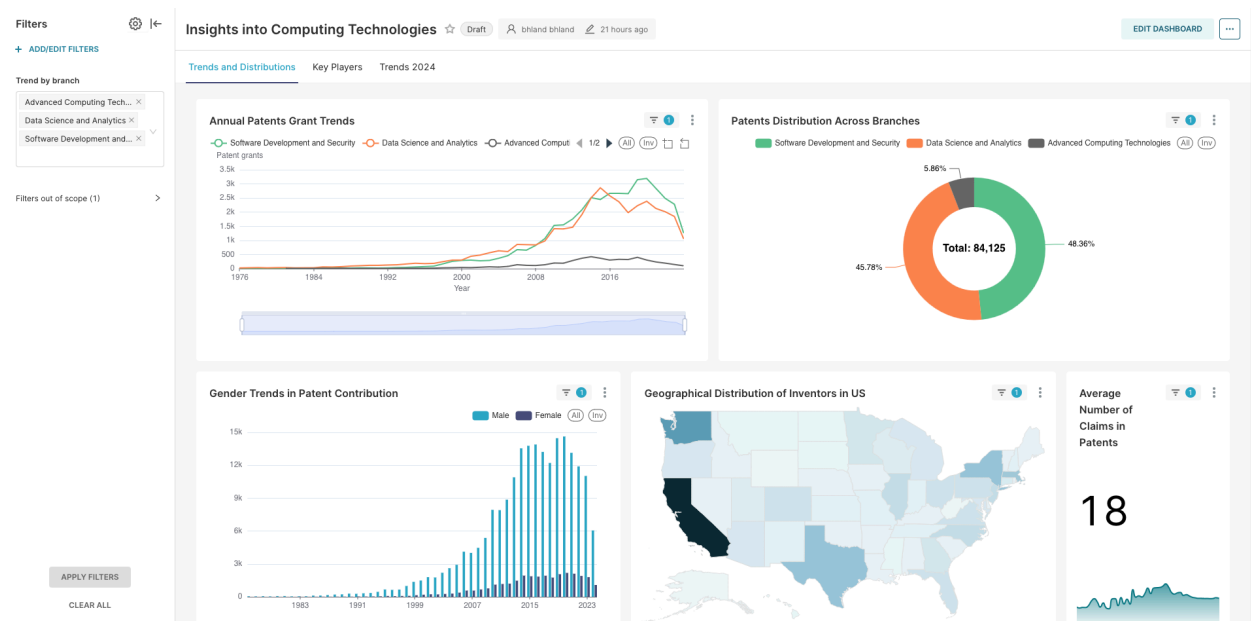 Filters
+ ADD/EDIT FILTERS
Trend by branch
Advanced Computing Tech... ×
Data Science and Analytics ×
Software Development and... ×
Filters out of scope (1)
APPLY FILTERS
CLEAR ALL
Insights into Computing Technologies
Draft
bhland bhland
21 hours ago
EDIT DASHBOARD
...
Trends and Distributions
Key Players
Trends 2024
Annual Patents Grant Trends
1
Software Development and Security
Data Science and Analytics
Advanced Computi
1/2
All
Inv
Patent grants
3.5k
3k
2.5k
2k
1.5k
1k
500
0
1976
1984
1992
2000
2008
2016
Year
Patents Distribution Across Branches
1
Software Development and Security
Data Science and Analytics
Advanced Computing Technologies
All
Inv
5.86%
48.36%
45.78%
Total: 84,125
Gender Trends in Patent Contribution
1
Male
Female
All
Inv
15k
12k
9k
6k
3k
0
1983
1991
1999
2007
2015
2023
Geographical Distribution of Inventors in US
1
Average
Number of
Claims in
Patents
1
18